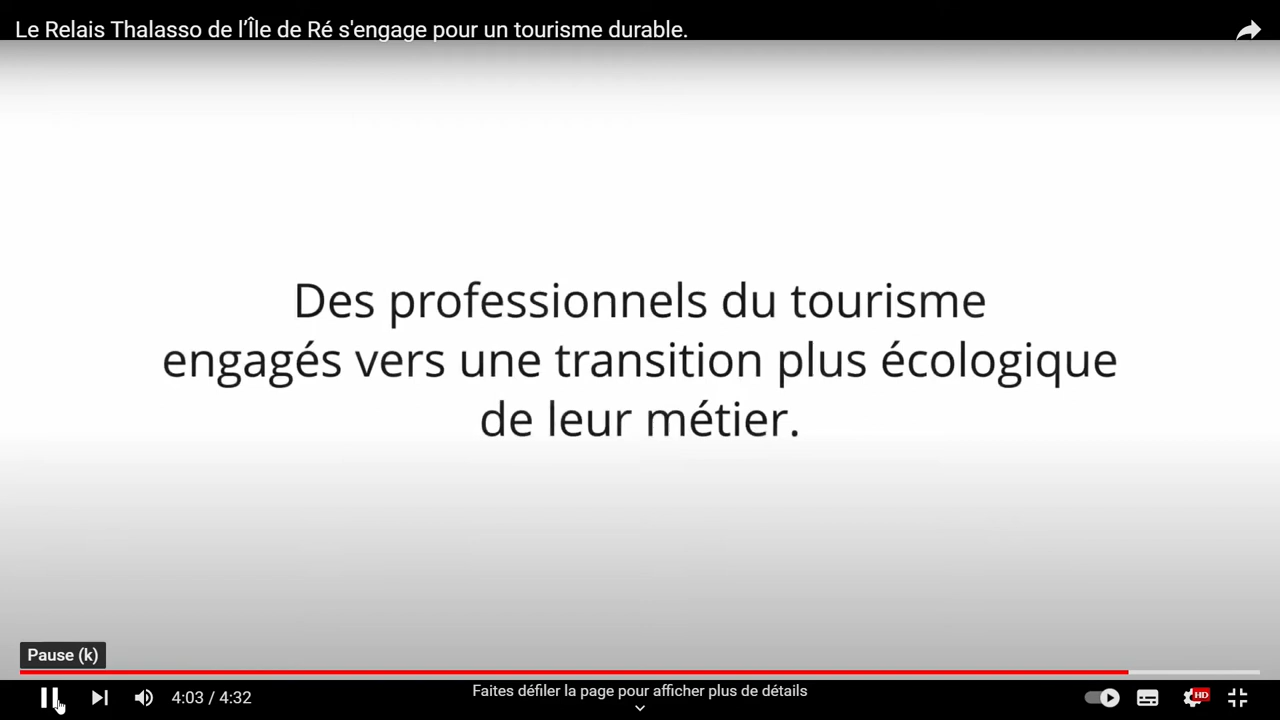 Le Relais Thalasso de l’Île de Ré s'engage pour un tourisme durable.
Des professionnels du tourisme
engagés vers une transition plus écologique
de leur métier.
Pause (k)
4:03 / 4:32
Faites défiler la page pour afficher plus de détails
HD